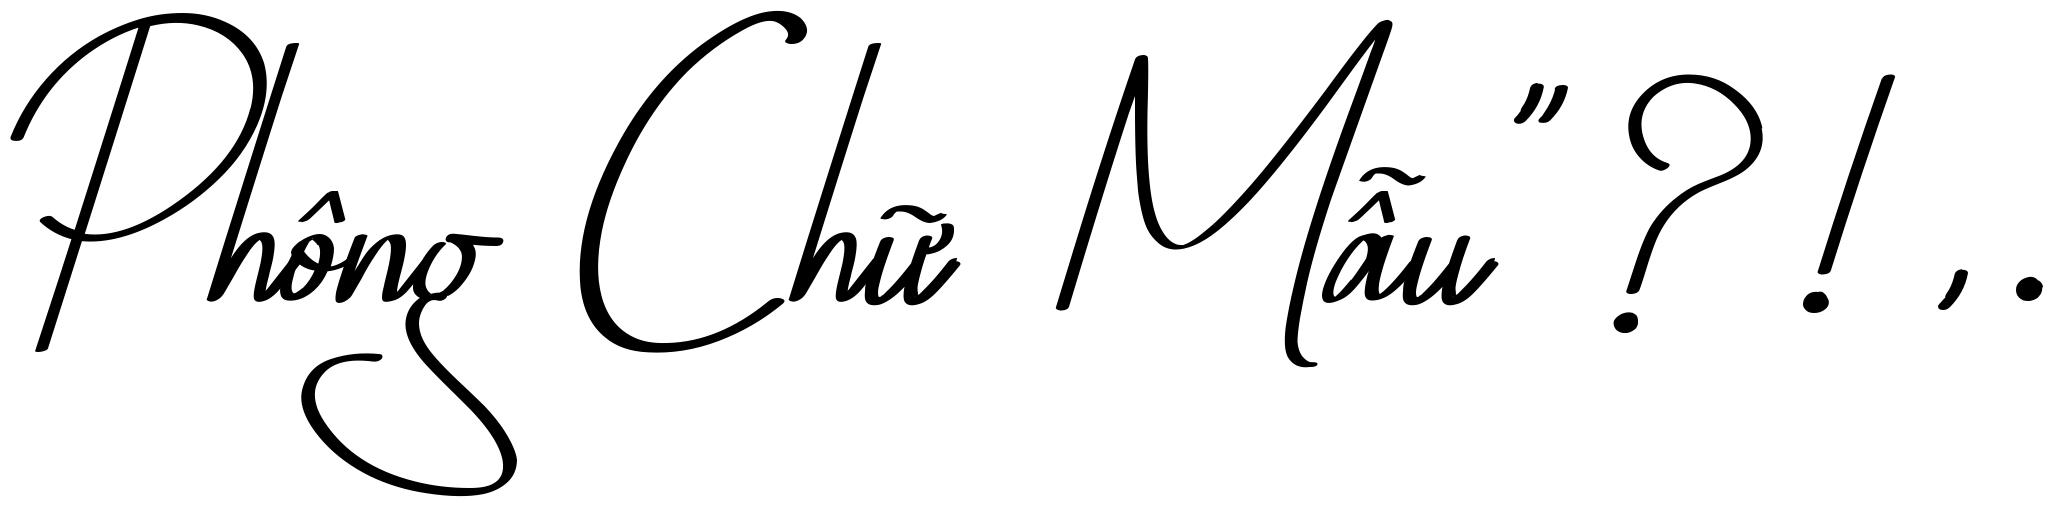 Phông Chữ Mẫu”?!,.